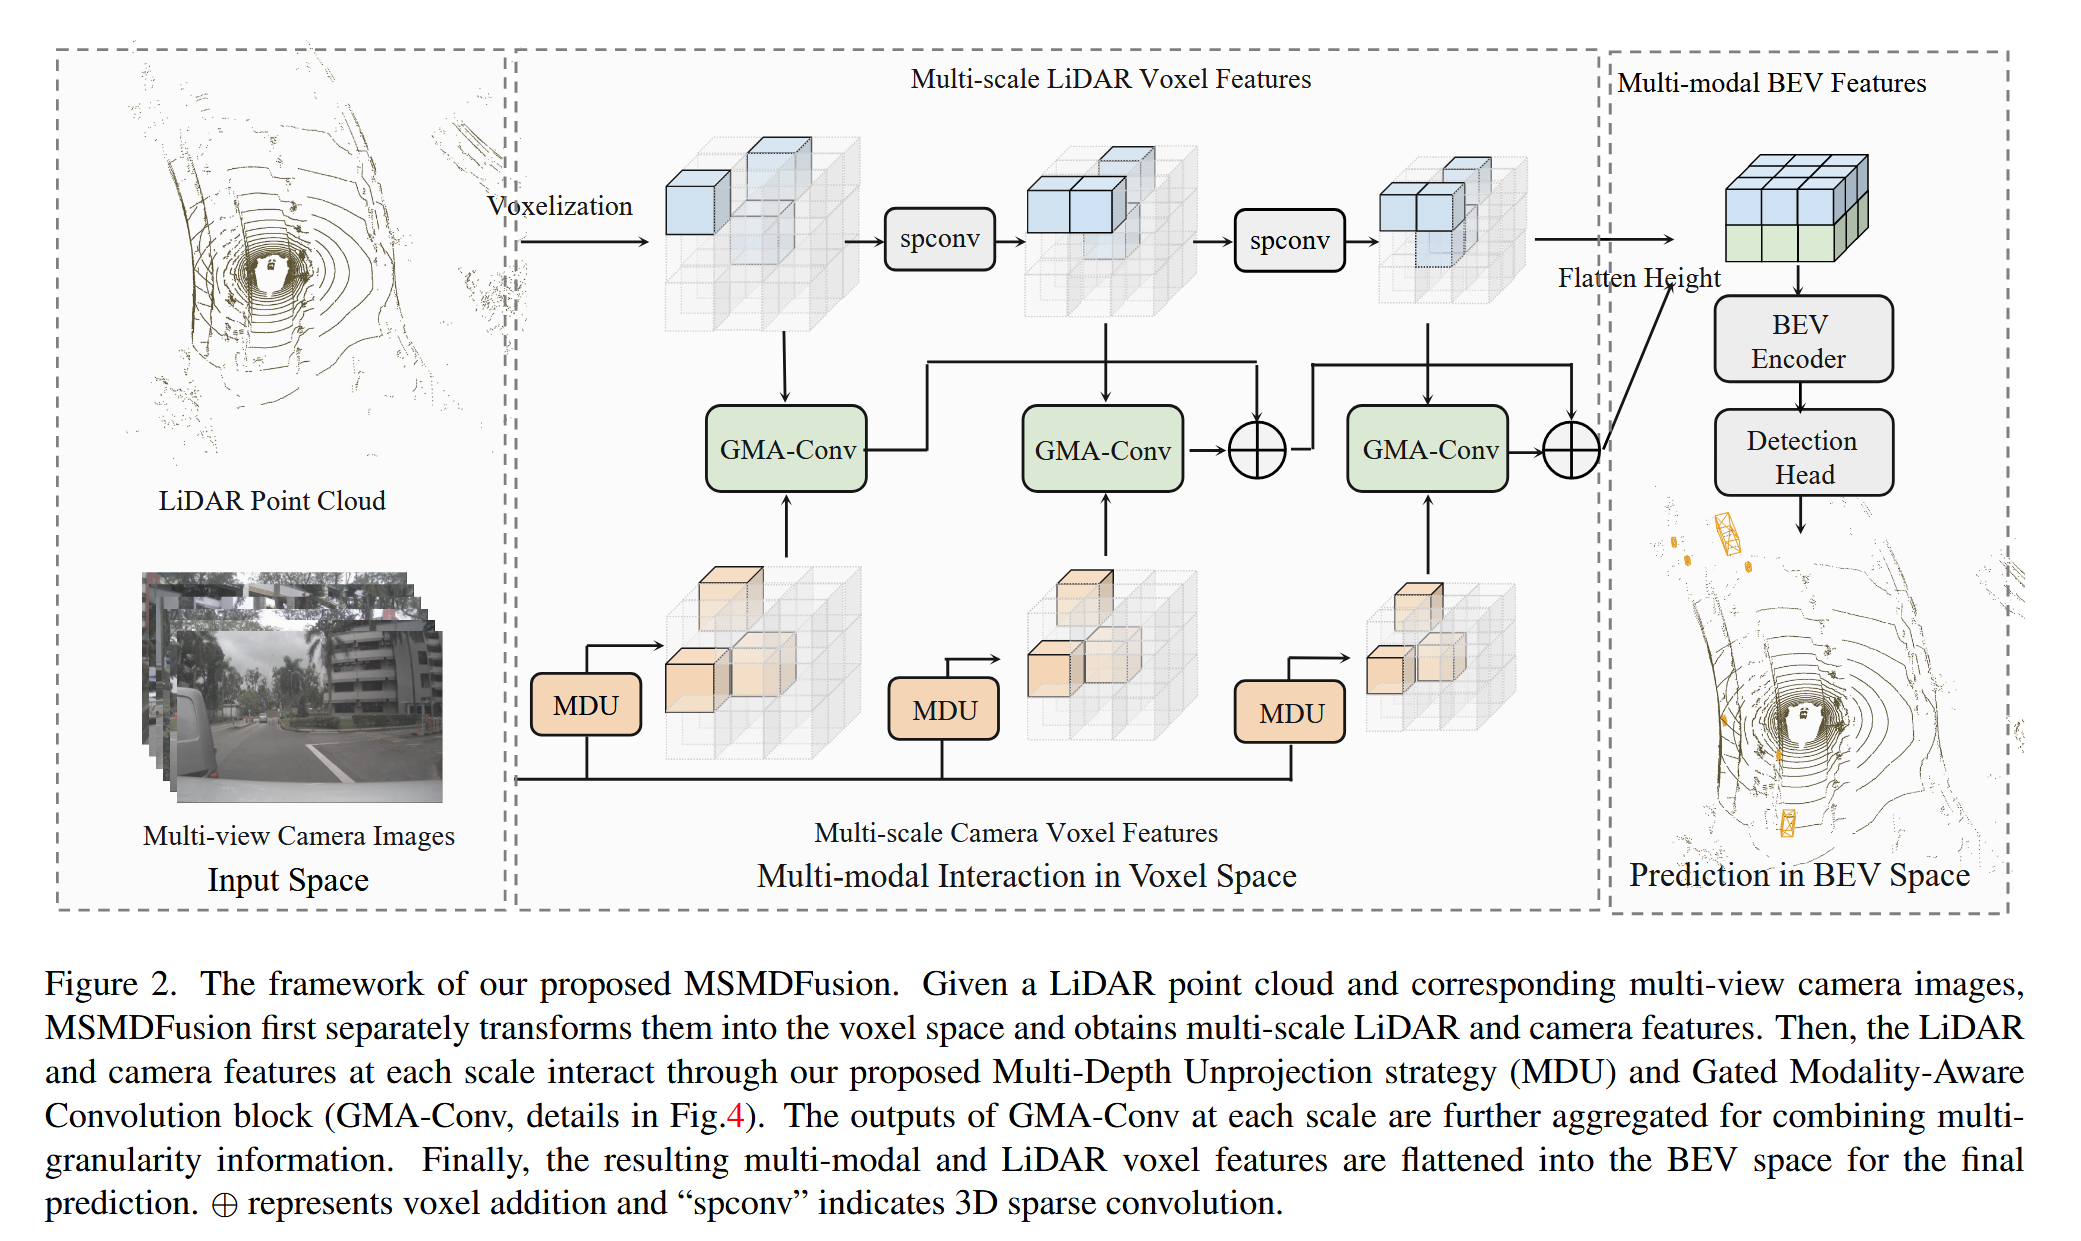 Multi-scale LiDAR Voxel Features
Multi-modal BEV Features
Voxelization
spconv
spconv
Flatten Height
BEV
Encoder
GMA-Conv
GMA-Conv
GMA-Conv
Detection
Head
LiDAR Point Cloud
MDU
MDU
MDU
Multi-view Camera Images
Input Space
Multi-scale Camera Voxel Features
Multi-modal Interaction in Voxel Space
Prediction in BEV Space
Figure 2. The framework of our proposed MSMDFusion. Given a LiDAR point cloud and corresponding multi-view camera images,
MSMDFusion first separately transforms them into the voxel space and obtains multi-scale LiDAR and camera features. Then, the LiDAR
and camera features at each scale interact through our proposed Multi-Depth Unprojection strategy (MDU) and Gated Modality-Aware
Convolution block (GMA-Conv, details in Fig.4). The outputs of GMA-Conv at each scale are further aggregated for combining multi-
granularity information. Finally, the resulting multi-modal and LiDAR voxel features are flattened into the BEV space for the final
prediction. ⊕ represents voxel addition and “spconv” indicates 3D sparse convolution.